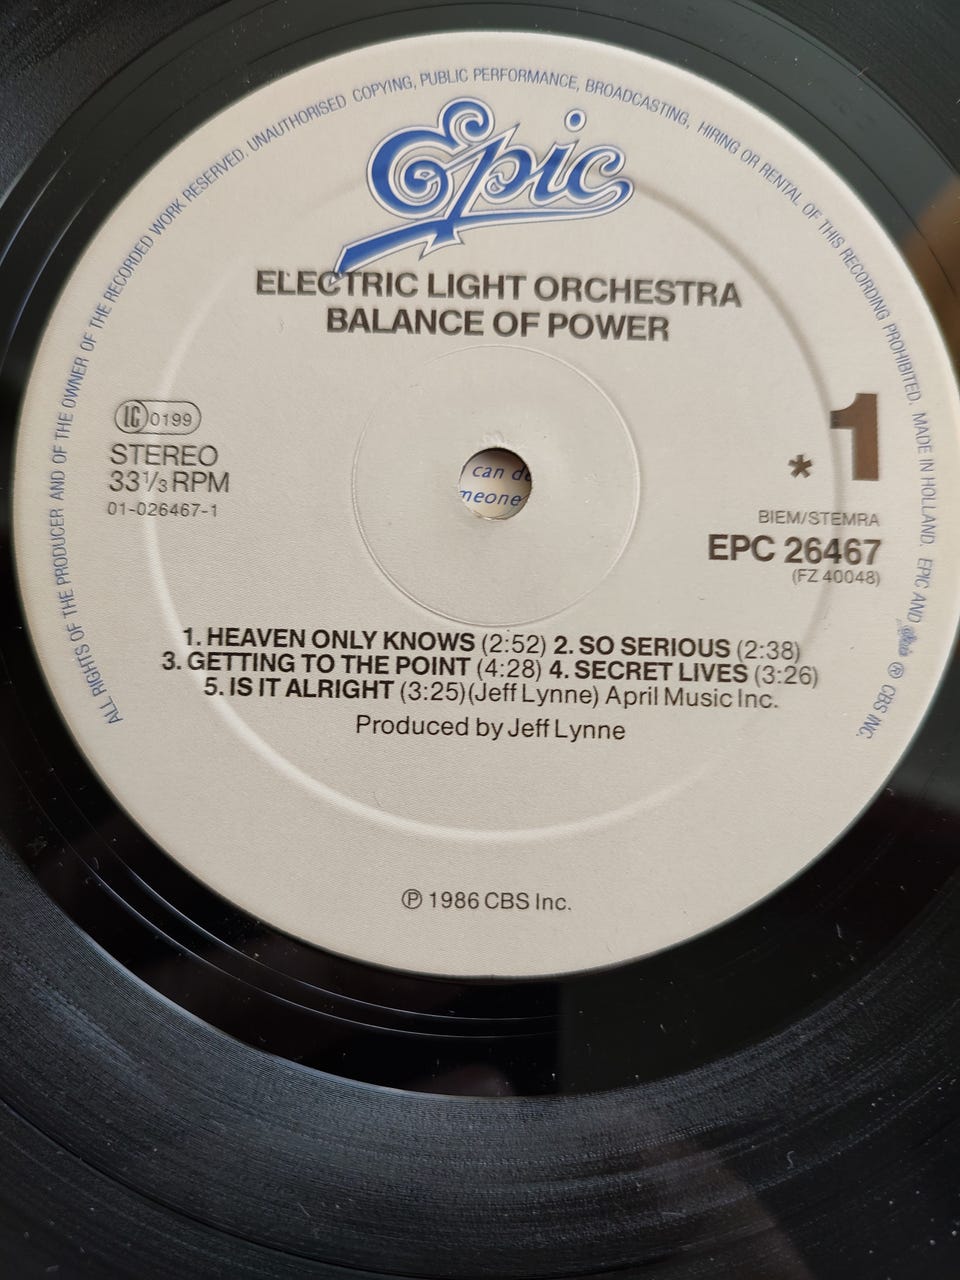 ALL RIGHTS OF THE PRODUCER AND OF THE OWNER OF THE RECORDED WORK RESERVED. UNAUTHORISED COPYING, PUBLIC PERFORMANCE, BROADCASTING, HIRING OR RENTAL OF THIS RECORDING PROHIBITED. MADE IN HOLLAND. EPIC AND Epic ® CBS INC.
Epic
ELECTRIC LIGHT ORCHESTRA
BALANCE OF POWER
LC 0199
STEREO
33⅓ RPM
01-026467-1
can
* 1
BIEM/STEMRA
EPC 26467
(FZ 40048)
1. HEAVEN ONLY KNOWS (2:52) 2. SO SERIOUS (2:38)
3. GETTING TO THE POINT (4:28) 4. SECRET LIVES (3:26)
5. IS IT ALRIGHT (3:25) (Jeff Lynne) April Music Inc.
Produced by Jeff Lynne
℗ 1986 CBS Inc.